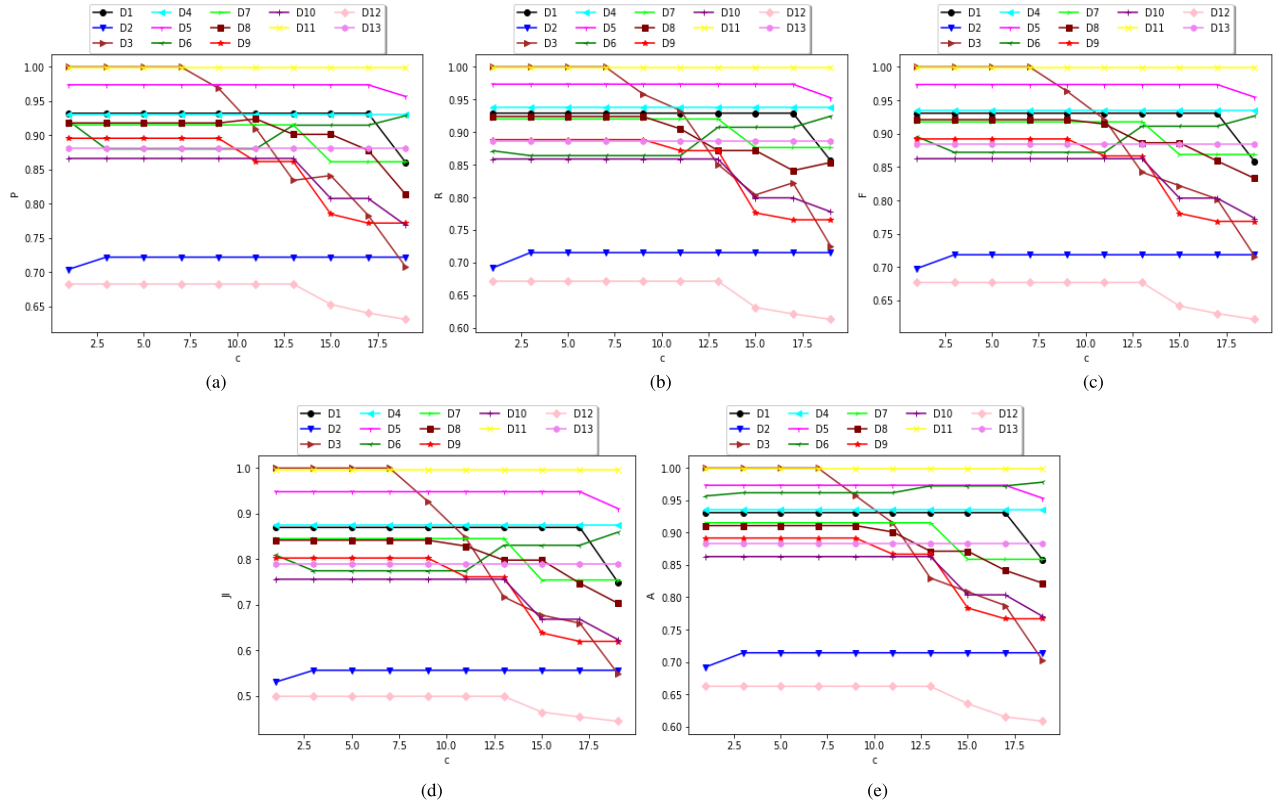 D1 D4 D7 D10 D12
D2 D5 D8 D11 D13
D3 D6 D9
1.00
0.95
0.90
0.85
0.80
0.75
0.70
0.65
P
2.5 5.0 7.5 10.0 12.5 15.0 17.5
c
(a)
D1 D4 D7 D10 D12
D2 D5 D8 D11 D13
D3 D6 D9
1.00
0.95
0.90
0.85
0.80
0.75
0.70
0.65
0.60
R
2.5 5.0 7.5 10.0 12.5 15.0 17.5
c
(b)
D1 D4 D7 D10 D12
D2 D5 D8 D11 D13
D3 D6 D9
1.00
0.95
0.90
0.85
0.80
0.75
0.70
0.65
F
2.5 5.0 7.5 10.0 12.5 15.0 17.5
c
(c)
D1 D4 D7 D10 D12
D2 D5 D8 D11 D13
D3 D6 D9
1.0
0.9
0.8
0.7
0.6
0.5
JI
2.5 5.0 7.5 10.0 12.5 15.0 17.5
c
(d)
D1 D4 D7 D10 D12
D2 D5 D8 D11 D13
D3 D6 D9
1.00
0.95
0.90
0.85
0.80
0.75
0.70
0.65
0.60
A
2.5 5.0 7.5 10.0 12.5 15.0 17.5
c
(e)